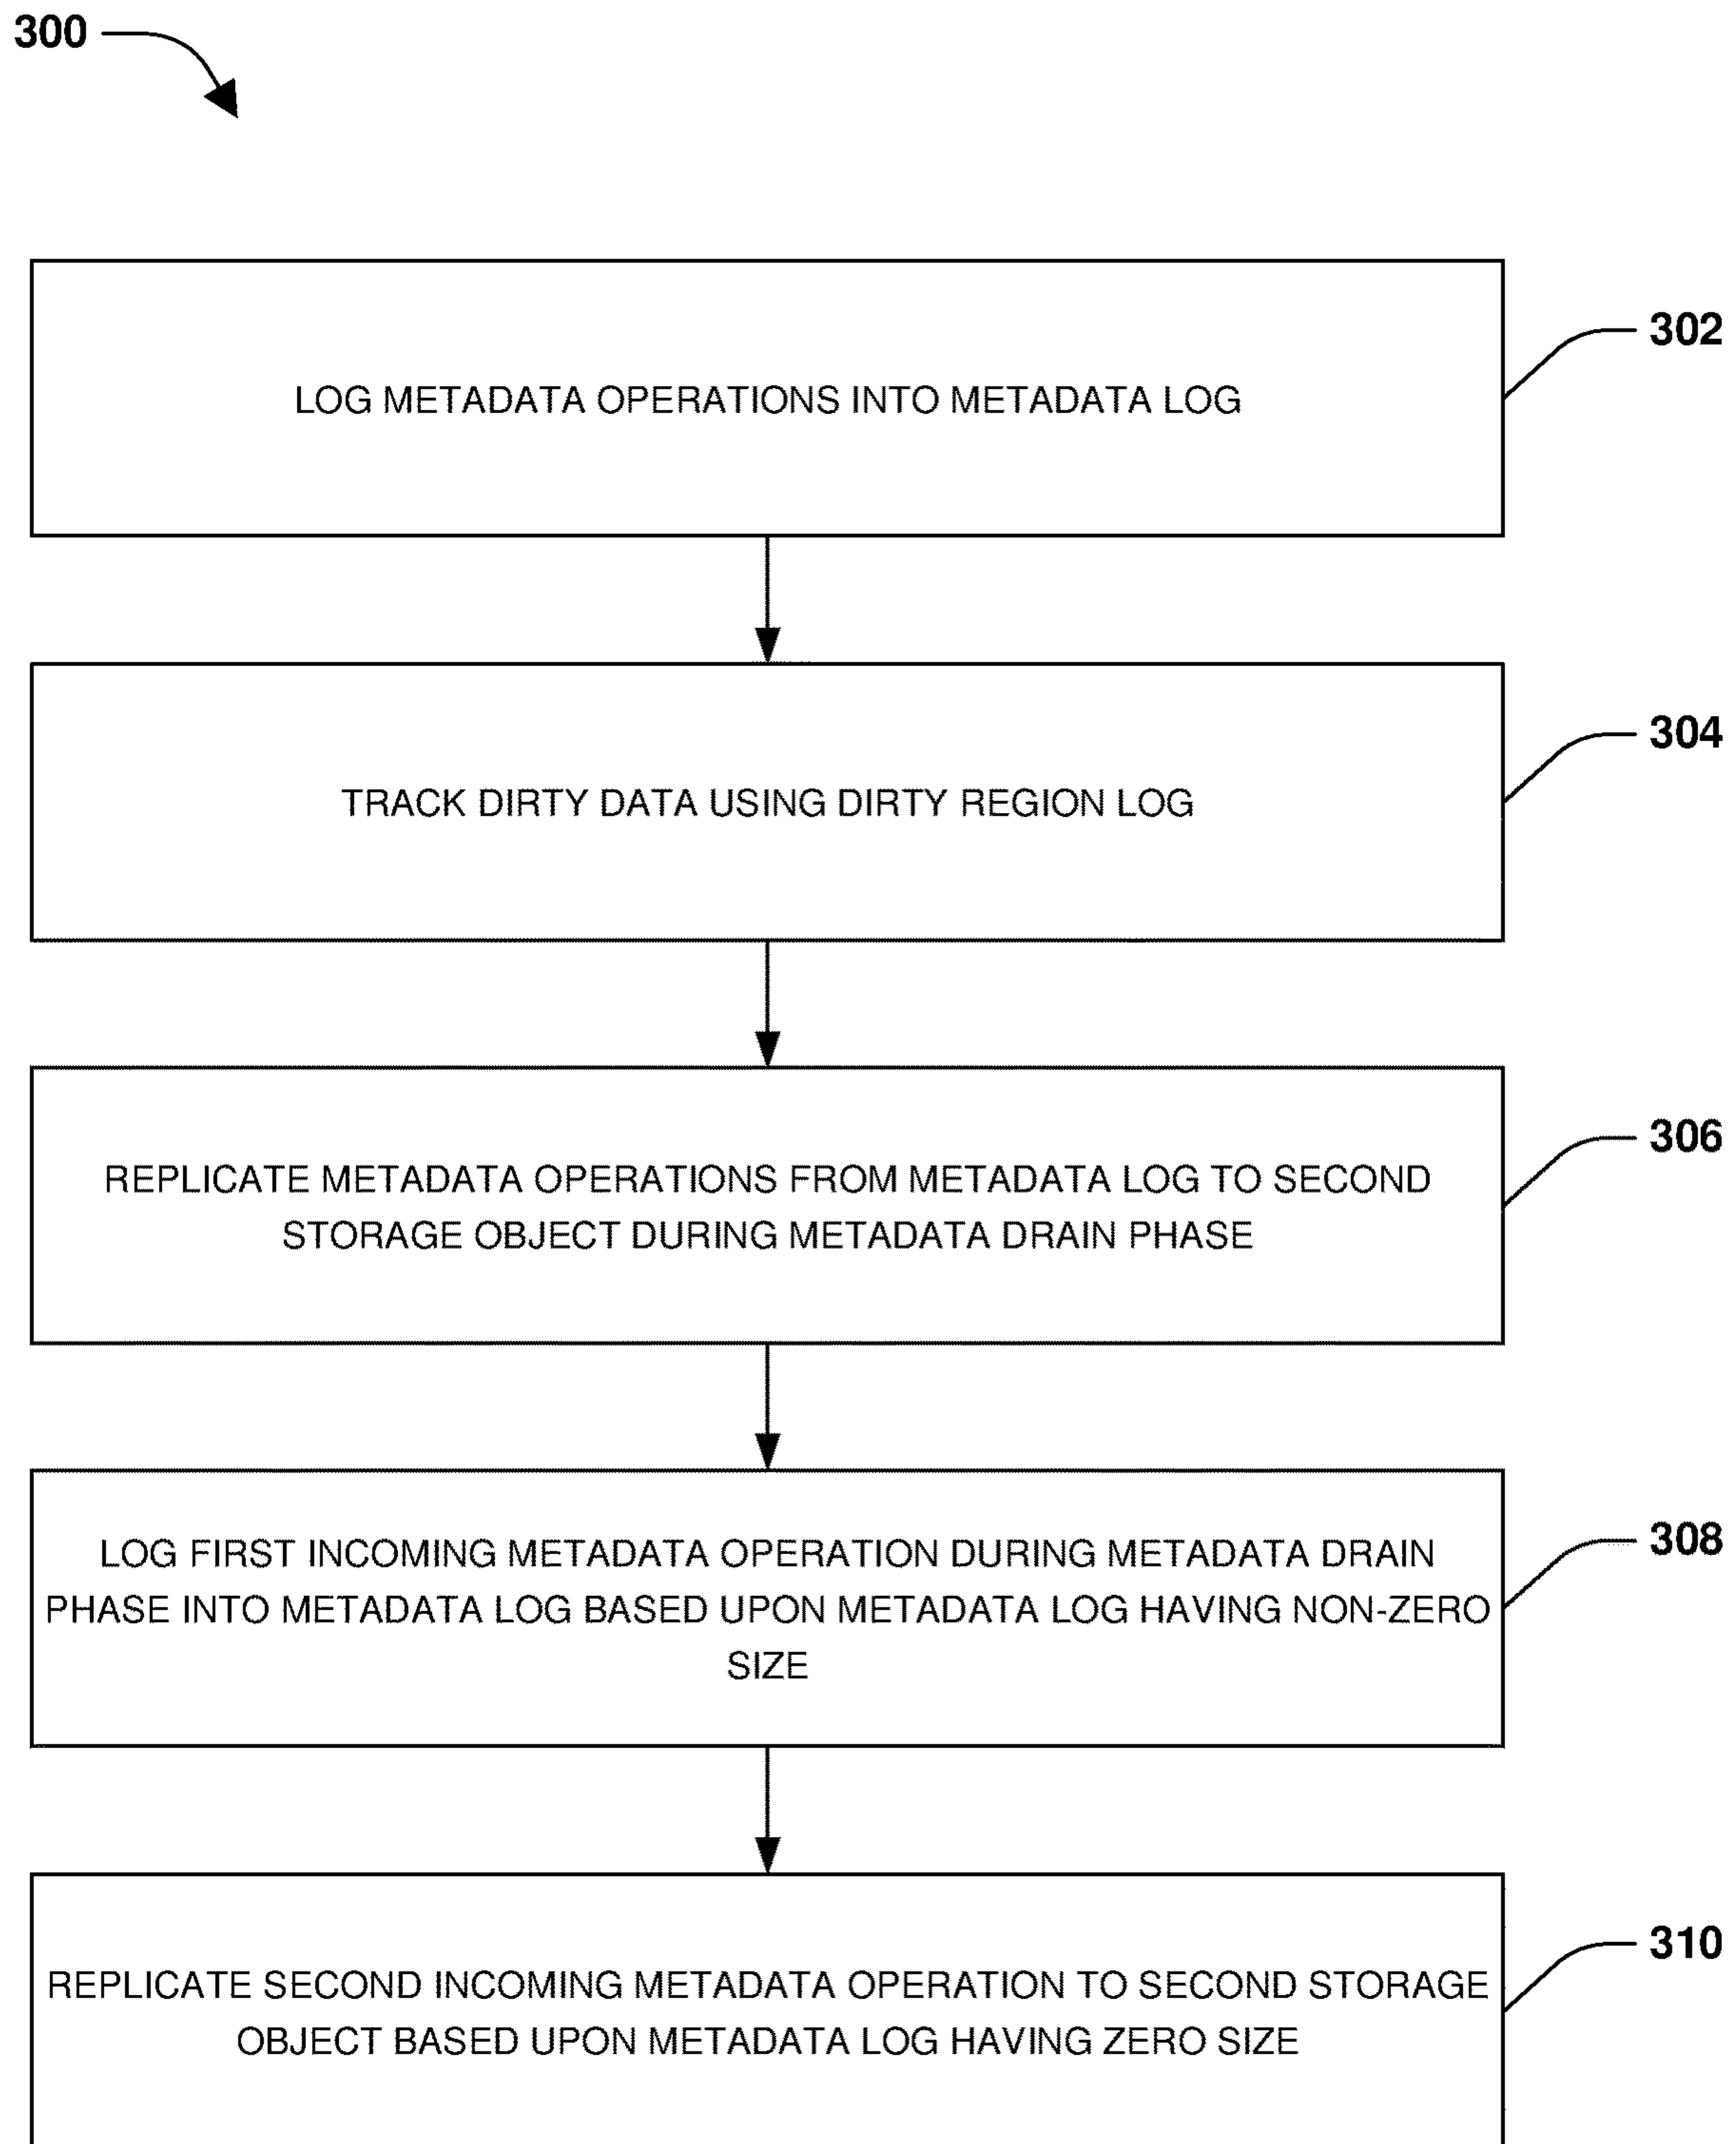 300
LOG METADATA OPERATIONS INTO METADATA LOG
302
TRACK DIRTY DATA USING DIRTY REGION LOG
304
REPLICATE METADATA OPERATIONS FROM METADATA LOG TO SECOND
STORAGE OBJECT DURING METADATA DRAIN PHASE
306
LOG FIRST INCOMING METADATA OPERATION DURING METADATA DRAIN
PHASE INTO METADATA LOG BASED UPON METADATA LOG HAVING NON-ZERO
SIZE
308
REPLICATE SECOND INCOMING METADATA OPERATION TO SECOND STORAGE
OBJECT BASED UPON METADATA LOG HAVING ZERO SIZE
310